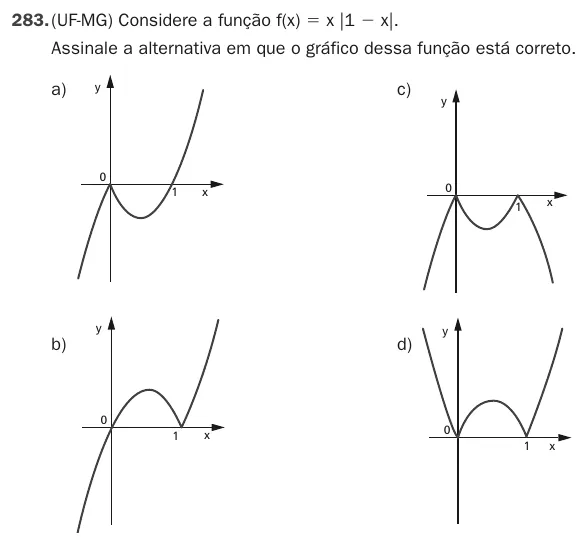 283. (UF-MG) Considere a função f(x) = x |1 − x|.
Assinale a alternativa em que o gráfico dessa função está correto.
a)
y
0
1
x
c)
y
0
1
x
b)
y
0
1
x
d)
y
0
1
x